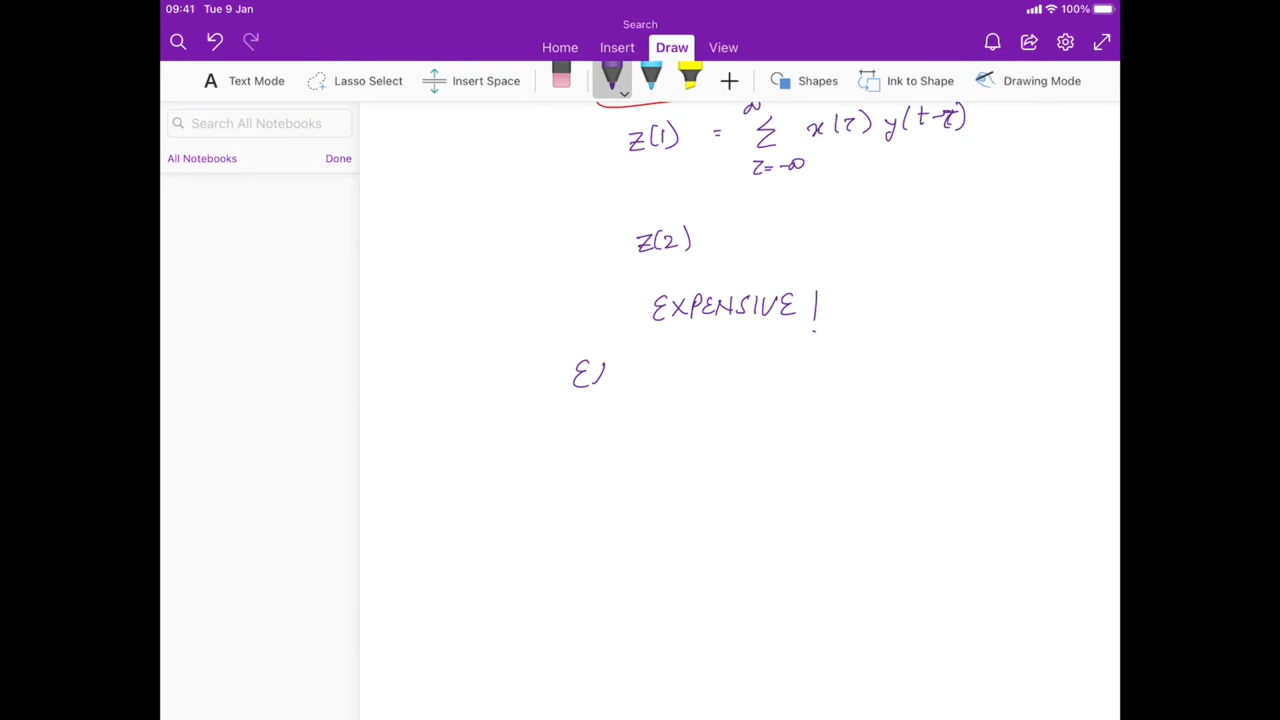 09:41 Tue 9 Jan
100%
Search
Home Insert Draw View
Text Mode Lasso Select Insert Space Shapes Ink to Shape Drawing Mode
Search All Notebooks
All Notebooks Done
∞
z(1) = Σ x(τ) y(t-τ)
τ=-∞
z(2)
EXPENSIVE !